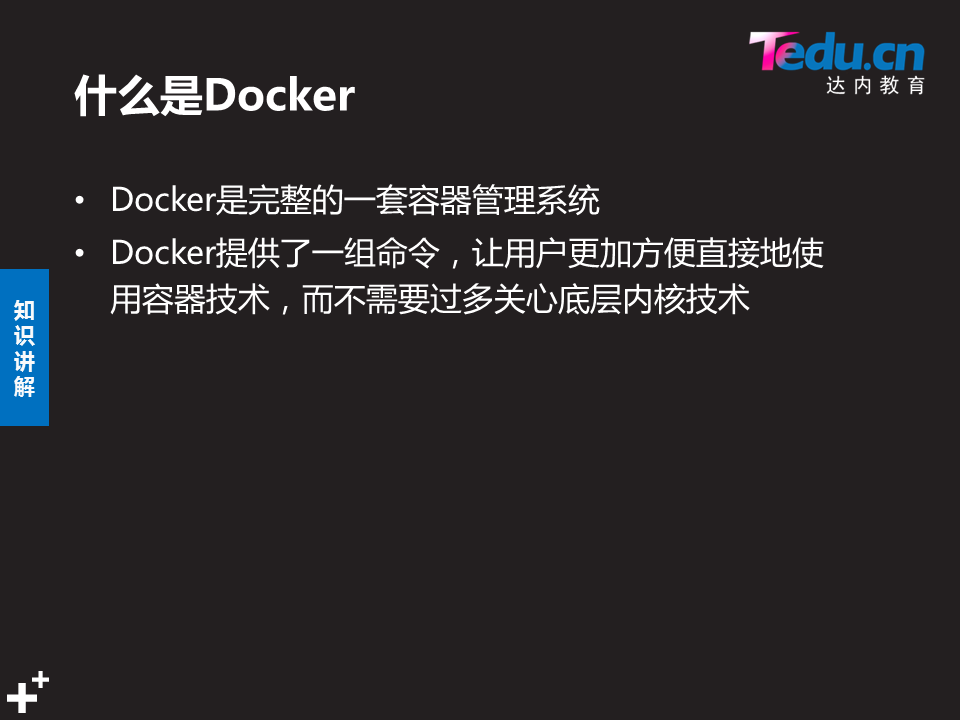 Tedu.cn
达内教育
什么是Docker
• Docker是完整的一套容器管理系统
• Docker提供了一组命令，让用户更加方便直接地使
用容器技术，而不需要过多关心底层内核技术
知
识
讲
解